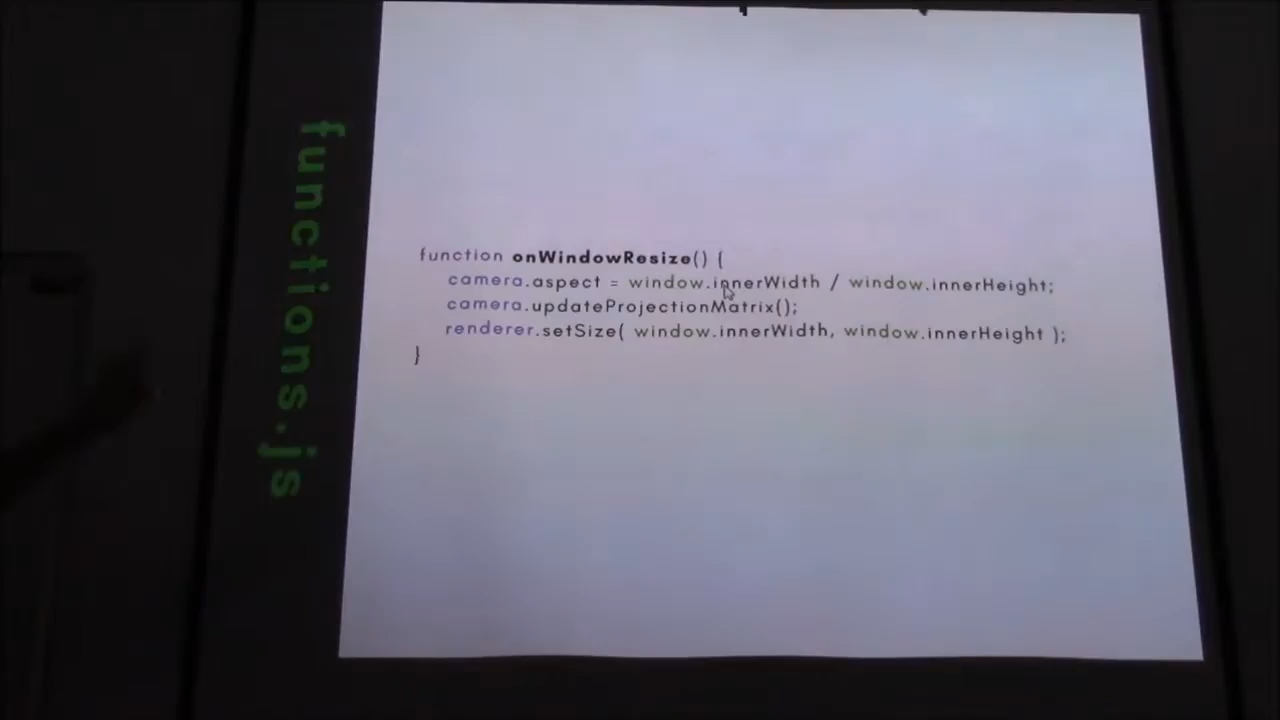 functions.js
function onWindowResize() {
camera.aspect = window.innerWidth / window.innerHeight;
camera.updateProjectionMatrix();
renderer.setSize( window.innerWidth, window.innerHeight );
}